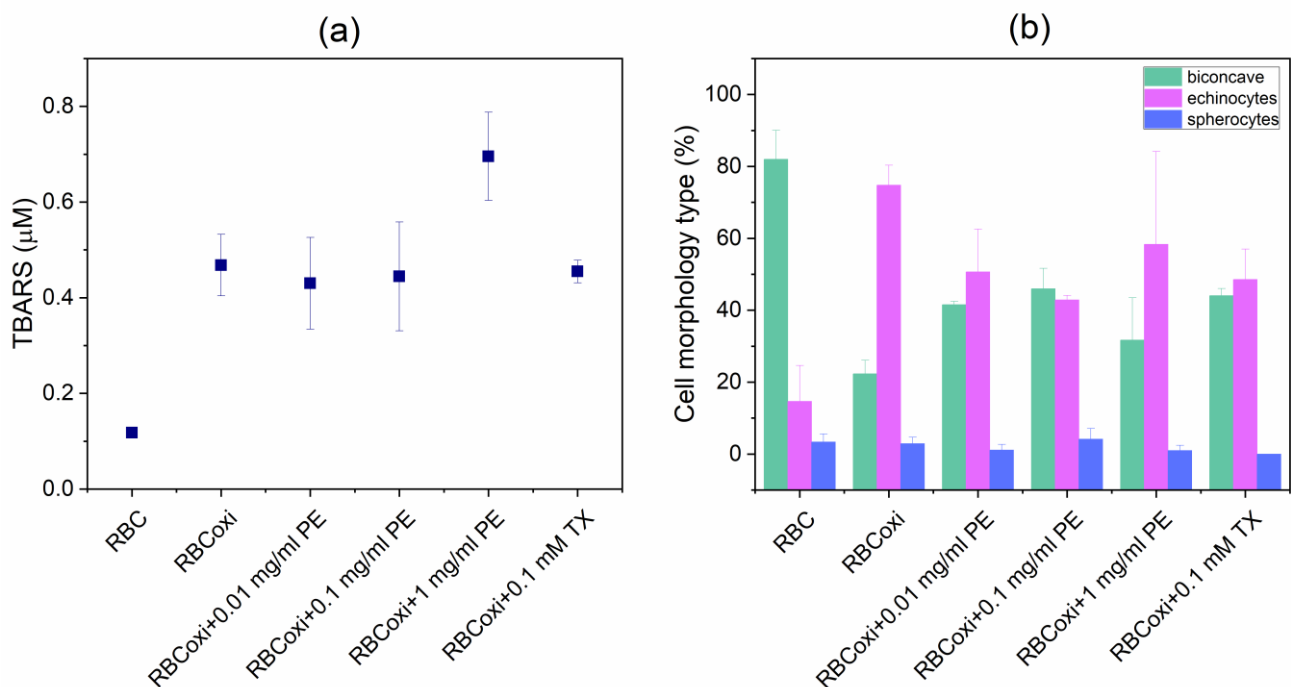 (a)
TBARS (μM)
0.8
0.6
0.4
0.2
0.0
RBC
RBCoxi
RBCoxi+0.01 mg/ml PE
RBCoxi+0.1 mg/ml PE
RBCoxi+1 mg/ml PE
RBCoxi+0.1 mM TX
(b)
biconcave
echinocytes
spherocytes
Cell morphology type (%)
100
80
60
40
20
0
RBC
RBCoxi
RBCoxi+0.01 mg/ml PE
RBCoxi+0.1 mg/ml PE
RBCoxi+1 mg/ml PE
RBCoxi+0.1 mM TX